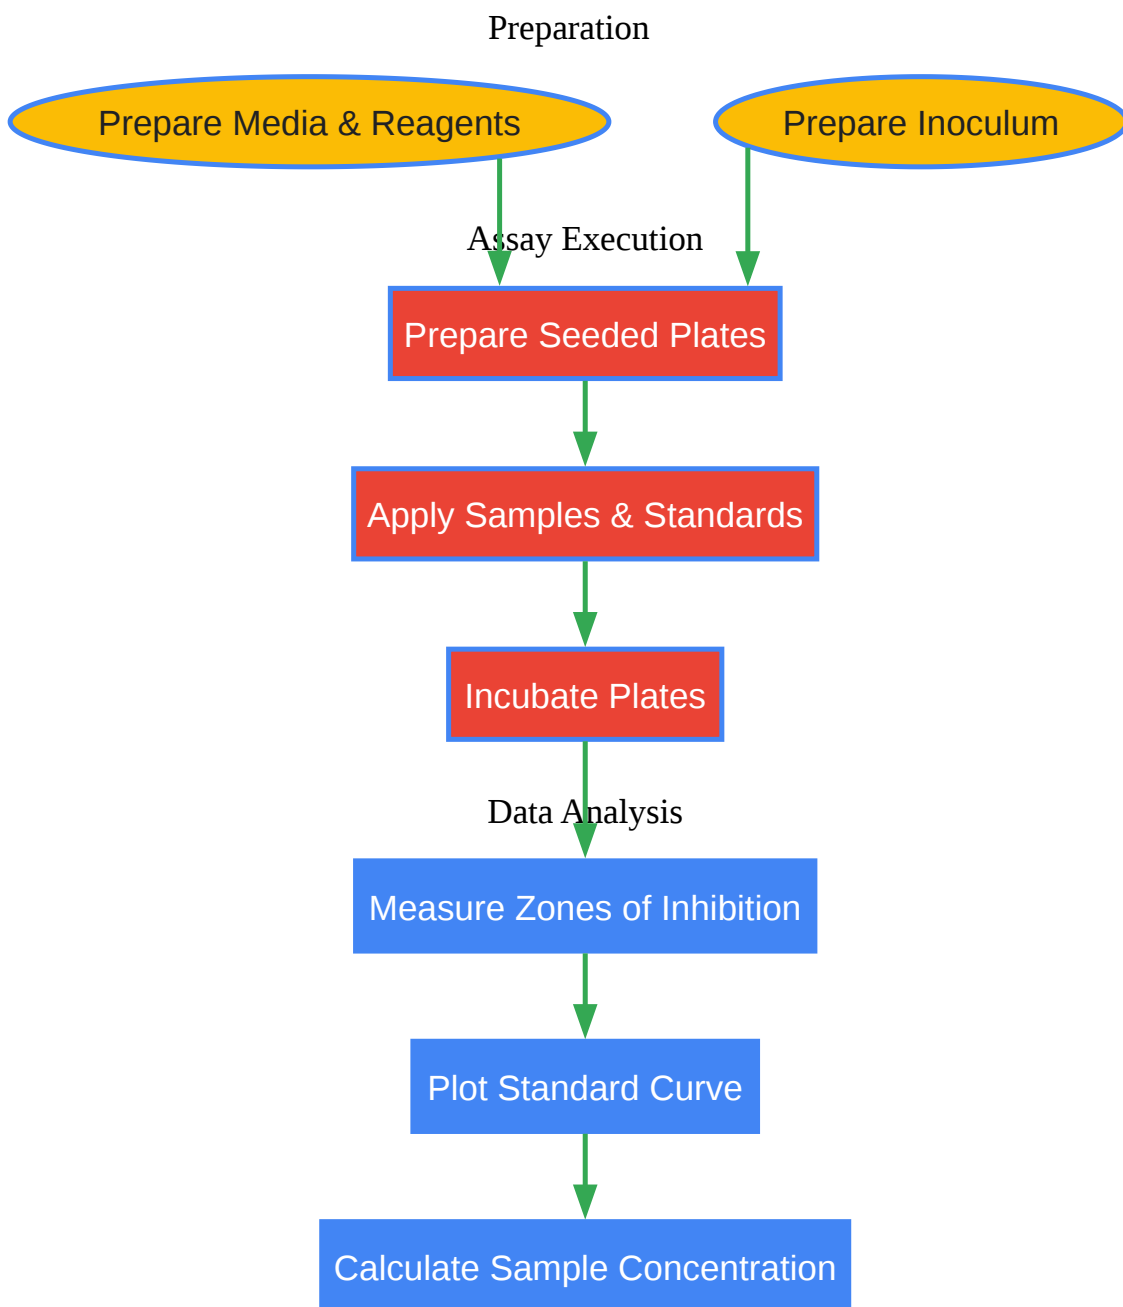 Preparation
Prepare Media & Reagents
Prepare Inoculum
Assay Execution
Prepare Seeded Plates
Apply Samples & Standards
Incubate Plates
Data Analysis
Measure Zones of Inhibition
Plot Standard Curve
Calculate Sample Concentration